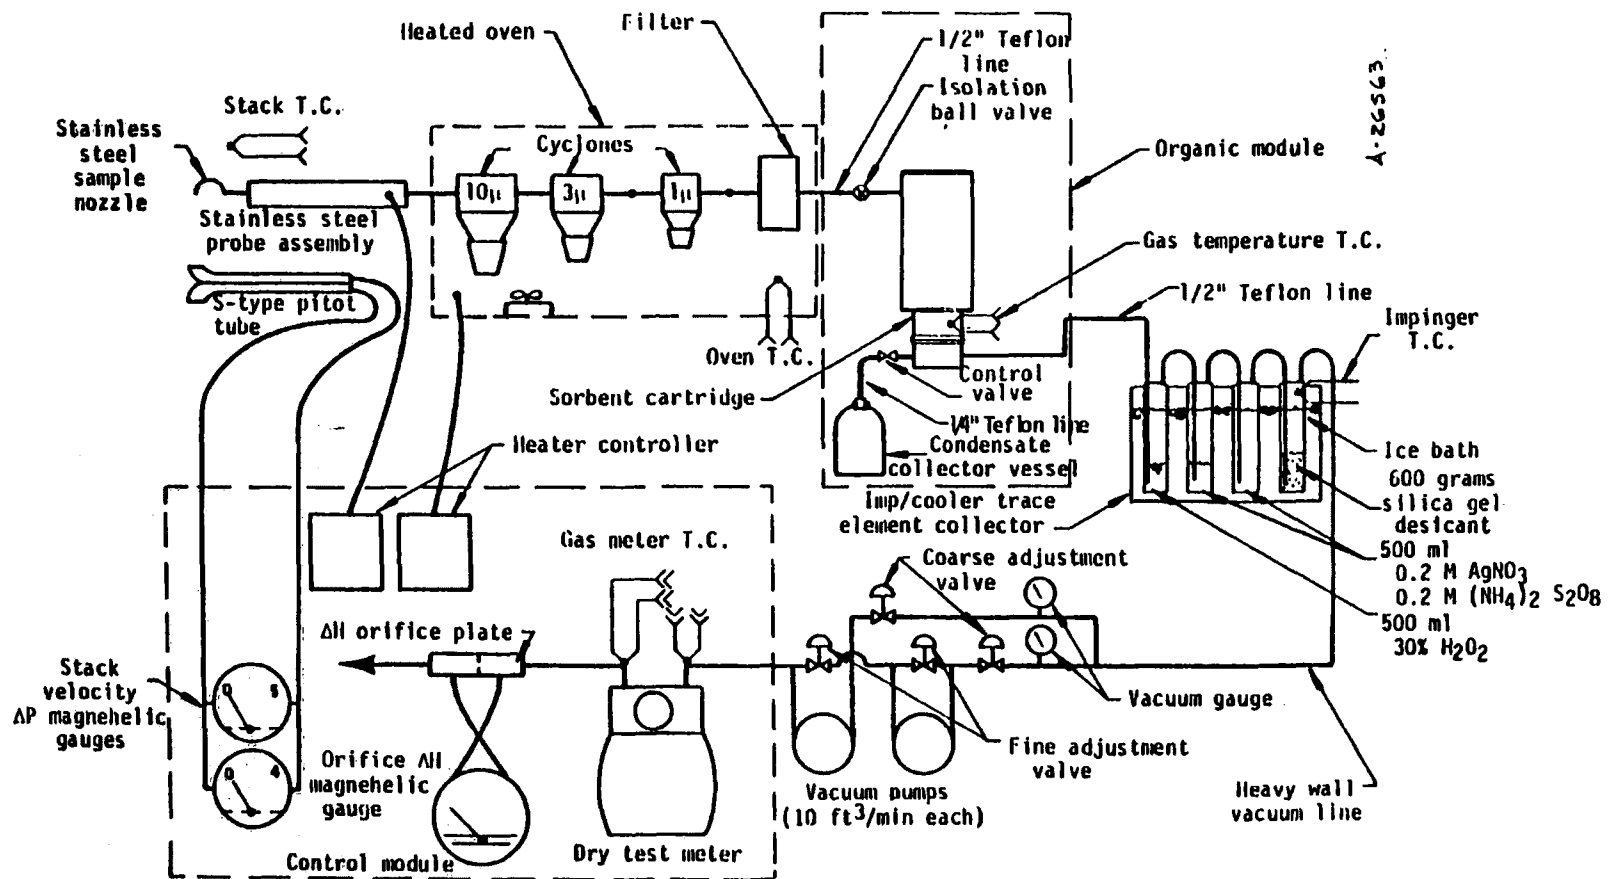 Heated oven
Filter
1/2" Teflon
line
Isolation
ball valve
A-26563
Stack T.C.
Stainless
steel
sample
nozzle
Cyclones
10μ
3μ
1μ
Organic module
Stainless steel
probe assembly
Gas temperature T.C.
S-type pitot
tube
1/2" Teflon line
Impinger
T.C.
Oven T.C.
Sorbent cartridge
Control
valve
1/4" Teflon line
Condensate
collector vessel
Heater controller
Ice bath
600 grams
silica gel
desicant
500 ml
0.2 M AgNO3
0.2 M (NH4)2 S2O8
500 ml
30% H2O2
Imp/cooler trace
element collector
Gas meter T.C.
Coarse adjustment
valve
ΔH orifice plate
Stack
velocity
ΔP magnehelic
gauges
0 5
0 4
Orifice ΔH
magnehelic
gauge
Vacuum gauge
Fine adjustment
valve
Vacuum pumps
(10 ft3/min each)
Heavy wall
vacuum line
Dry test meter
Control module